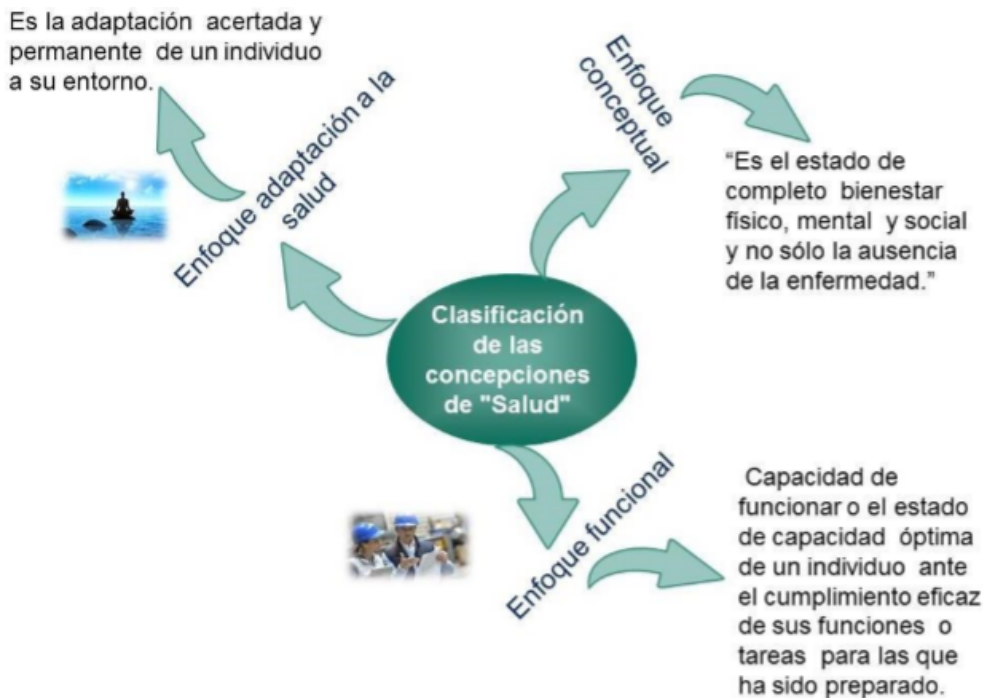 Es la adaptación acertada y
permanente de un individuo
a su entorno.
Enfoque adaptación a la
salud
Enfoque
conceptual
“Es el estado de
completo bienestar
físico, mental y social
y no sólo la ausencia
de la enfermedad.”
Clasificación
de las
concepciones
de "Salud"
Enfoque funcional
Capacidad de
funcionar o el estado
de capacidad óptima
de un individuo ante
el cumplimiento eficaz
de sus funciones o
tareas para las que
ha sido preparado.